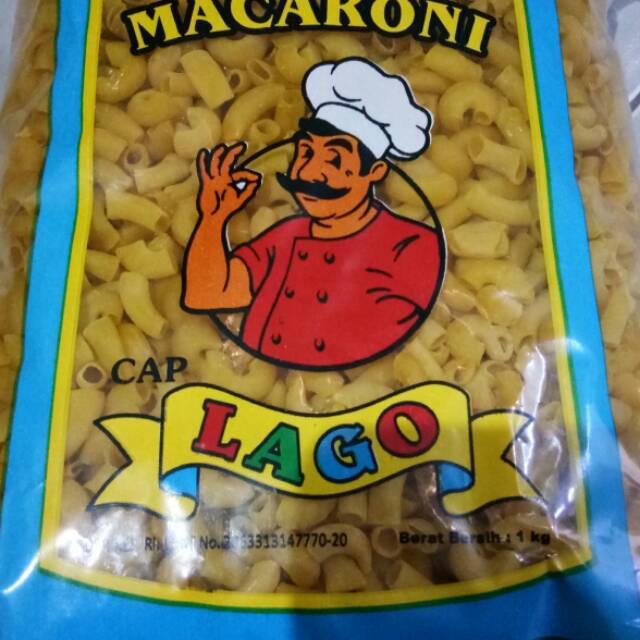 MACARONI
CAP
LAGO
Berat Bersih : 1 kg